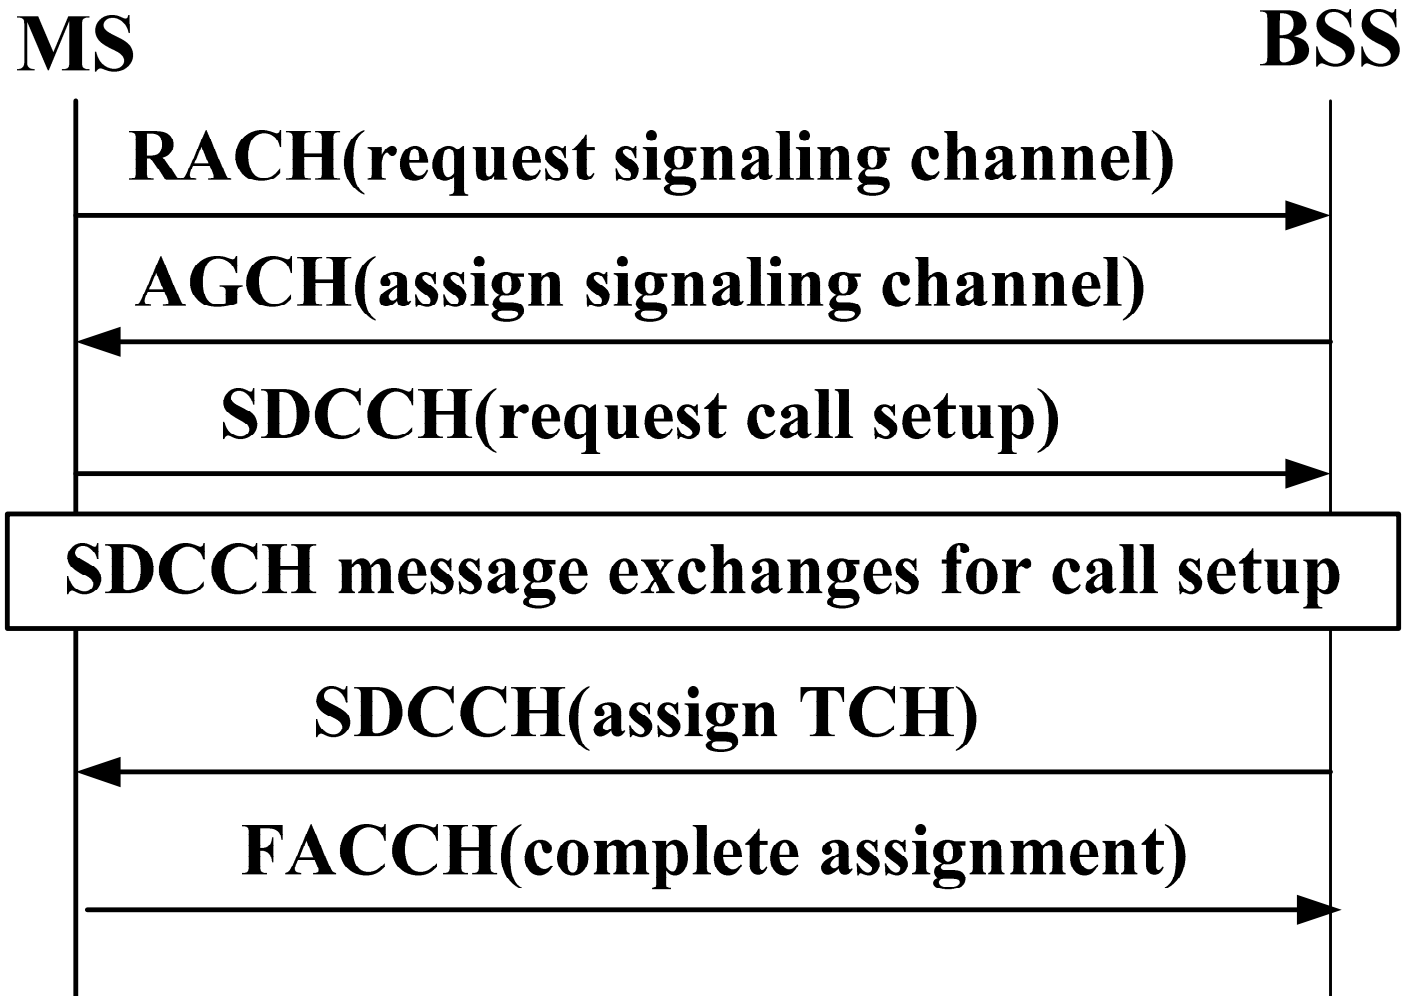 MS BSS
RACH(request signaling channel)
AGCH(assign signaling channel)
SDCCH(request call setup)
SDCCH message exchanges for call setup
SDCCH(assign TCH)
FACCH(complete assignment)